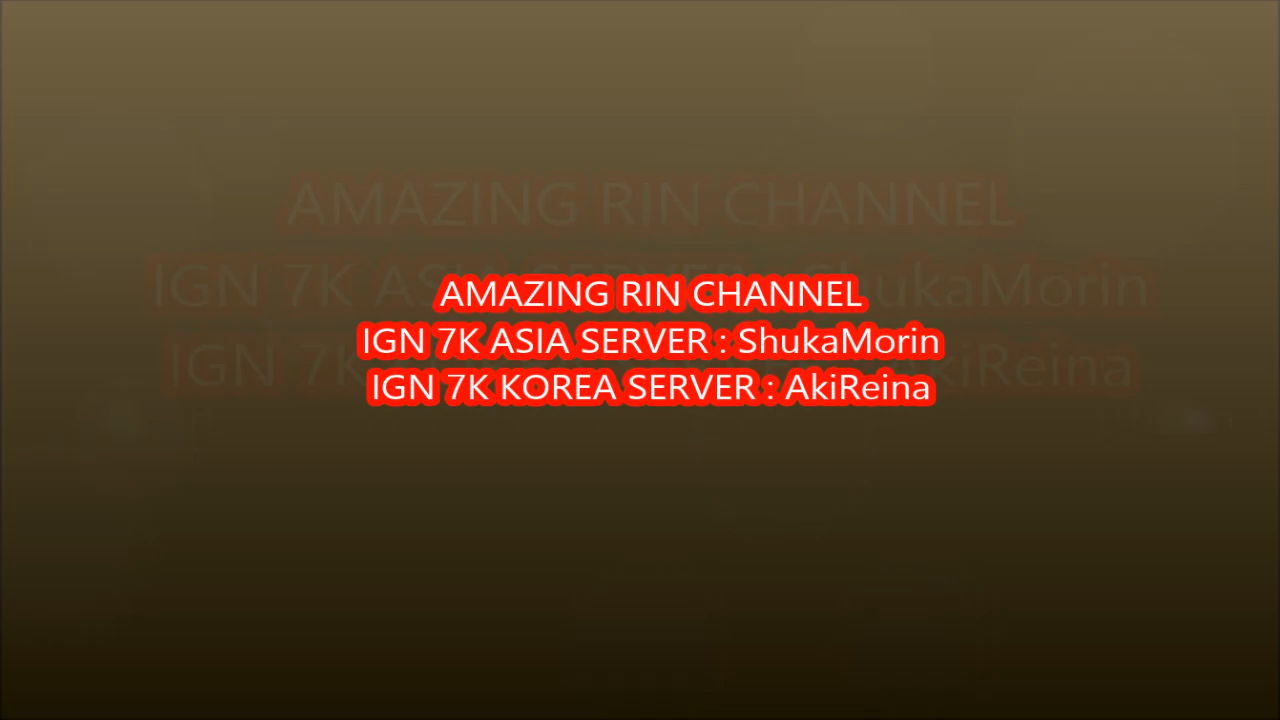 AMAZING RIN CHANNEL
IGN 7K ASIA SERVER : ShukaMorin
IGN 7K KOREA SERVER : AkiReina